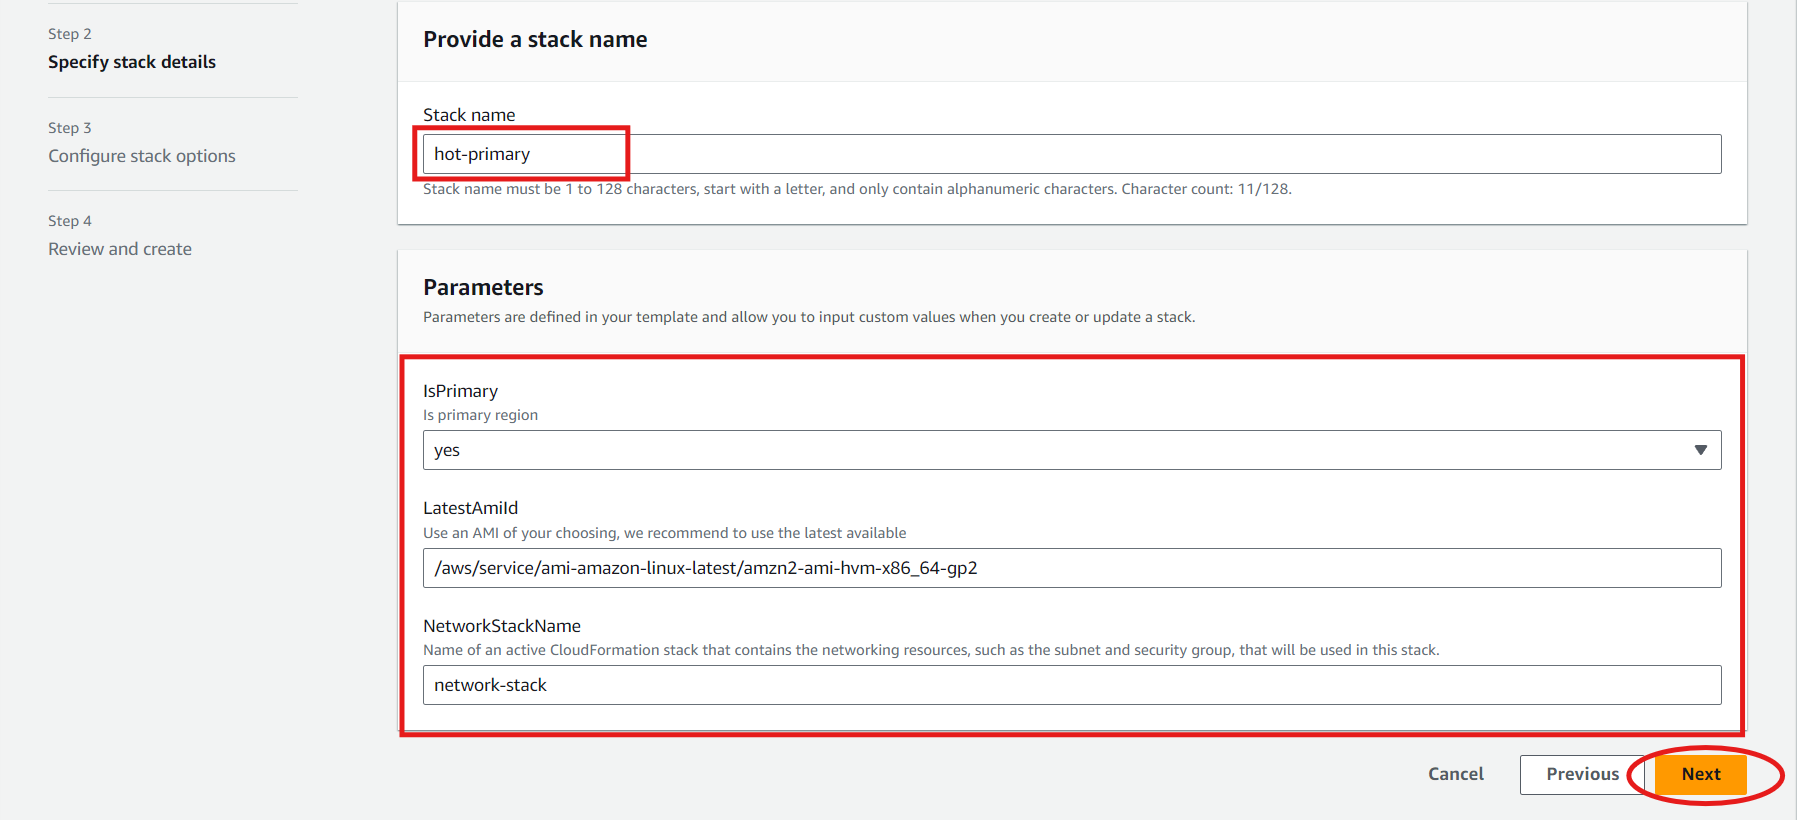 Step 2
Specify stack details
Step 3
Configure stack options
Step 4
Review and create
Provide a stack name
Stack name
hot-primary
Stack name must be 1 to 128 characters, start with a letter, and only contain alphanumeric characters. Character count: 11/128.
Parameters
Parameters are defined in your template and allow you to input custom values when you create or update a stack.
IsPrimary
Is primary region
yes
LatestAmiId
Use an AMI of your choosing, we recommend to use the latest available
/aws/service/ami-amazon-linux-latest/amzn2-ami-hvm-x86_64-gp2
NetworkStackName
Name of an active CloudFormation stack that contains the networking resources, such as the subnet and security group, that will be used in this stack.
network-stack
Cancel
Previous
Next